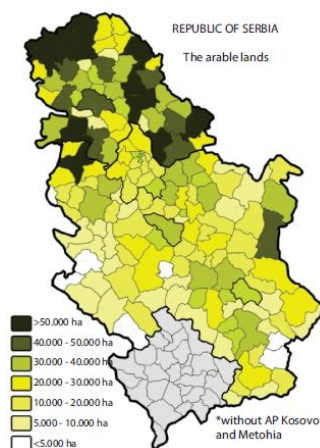 REPUBLIC OF SERBIA
The arable lands
>50.000 ha
40.000 - 50.000 ha
30.000 - 40.000 ha
20.000 - 30.000 ha
10.000 - 20.000 ha
5.000 - 10.000 ha
<5.000 ha
*without AP Kosovo
and Metohia